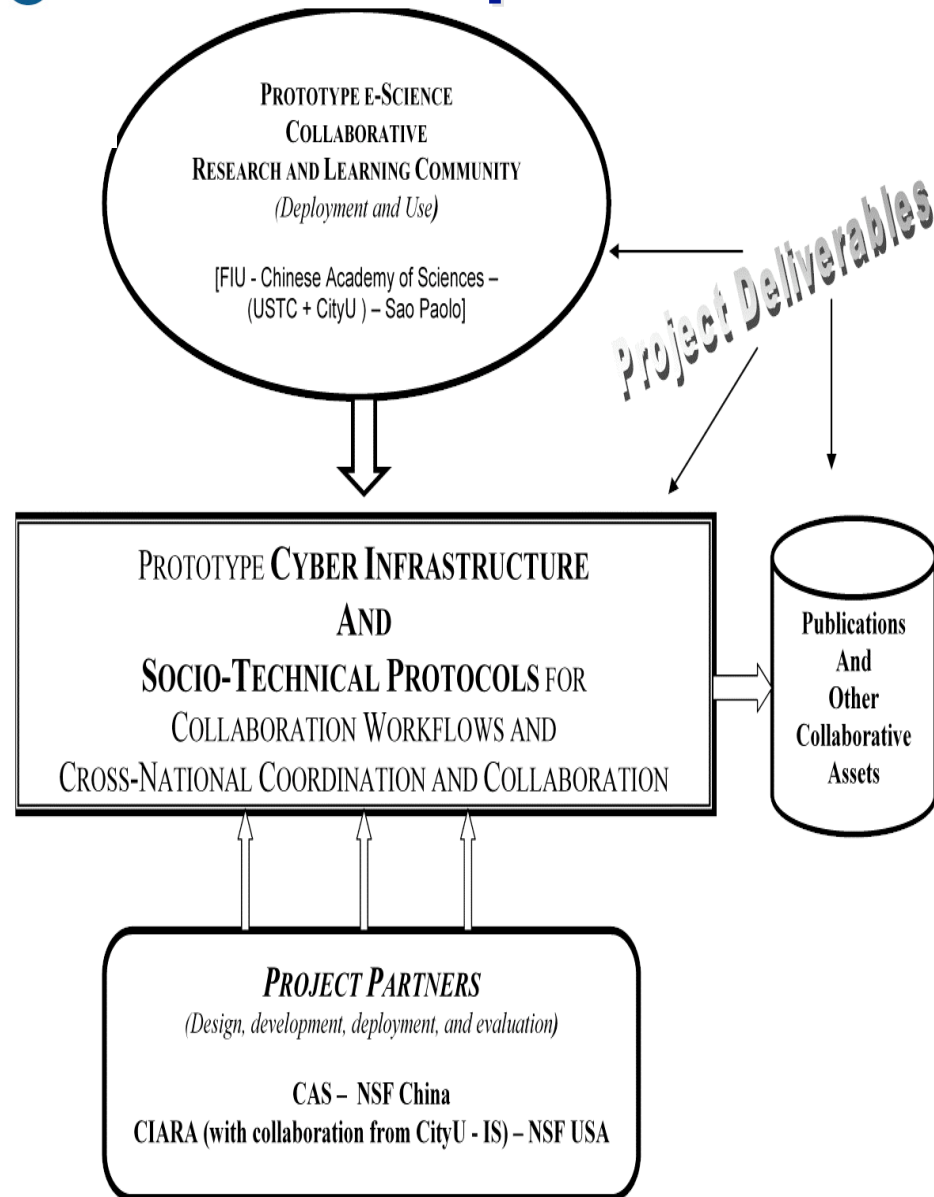 PROTOTYPE E-SCIENCE
COLLABORATIVE
RESEARCH AND LEARNING COMMUNITY
(Deployment and Use)
[FIU - Chinese Academy of Sciences –
(USTC + CityU ) – Sao Paolo]
Project Deliverables
PROTOTYPE CYBER INFRASTRUCTURE
AND
SOCIO-TECHNICAL PROTOCOLS FOR
COLLABORATION WORKFLOWS AND
CROSS-NATIONAL COORDINATION AND COLLABORATION
Publications
And
Other
Collaborative
Assets
PROJECT PARTNERS
(Design, development, deployment, and evaluation)
CAS – NSF China
CIARA (with collaboration from CityU - IS) – NSF USA